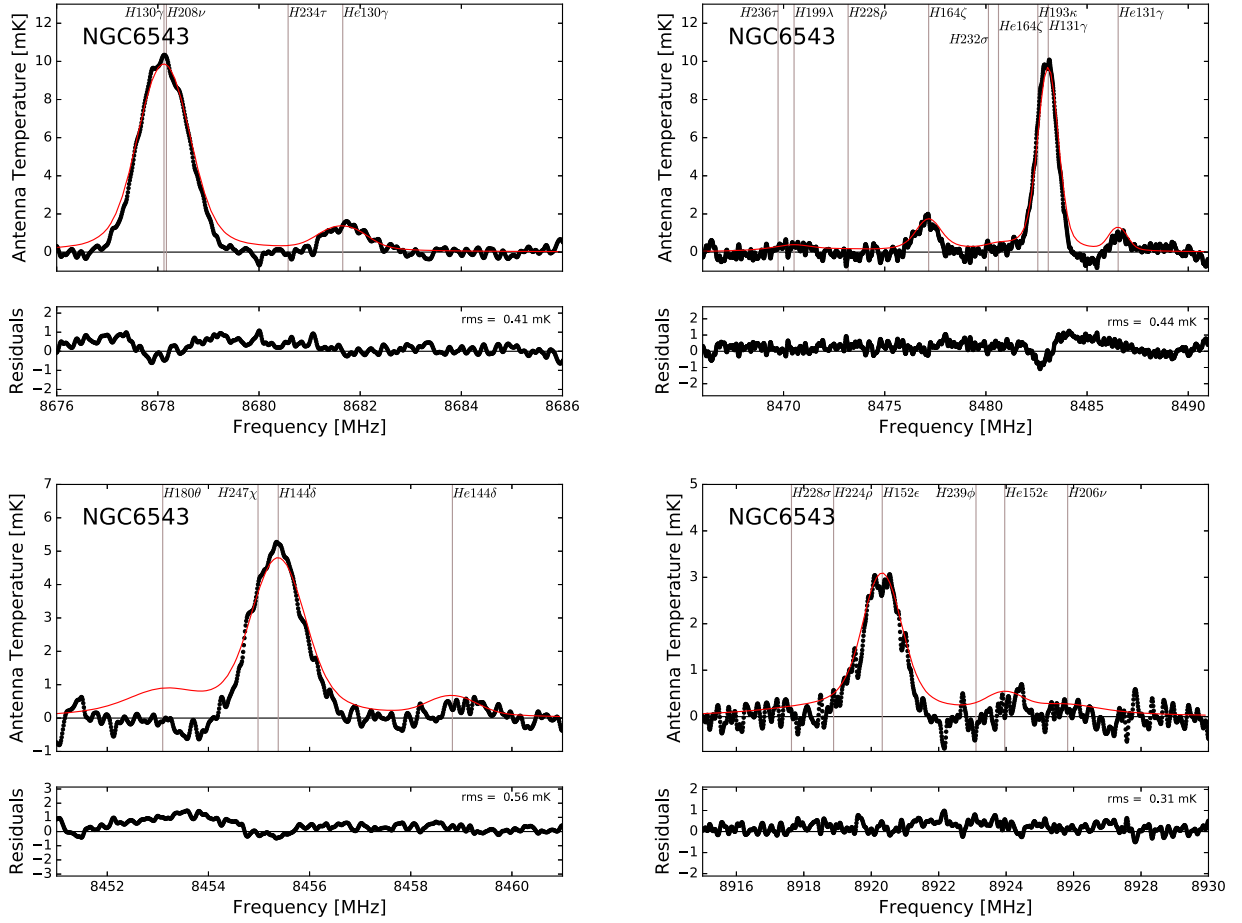 H130γ H208ν H234τ He130γ
NGC6543
12
10
8
6
4
2
0
Antenna Temperature [mK]
rms = 0.41 mK
2
1
0
−1
−2
Residuals
8676 8678 8680 8682 8684 8686
Frequency [MHz]
H236τ H199λ H228ρ H164ζ H193κ He131γ
H232σ He164ζ H131γ
NGC6543
12
10
8
6
4
2
0
Antenna Temperature [mK]
rms = 0.44 mK
2
1
0
−1
−2
Residuals
8470 8475 8480 8485 8490
Frequency [MHz]
H180θ H247χ H144δ He144δ
NGC6543
7
6
5
4
3
2
1
0
−1
Antenna Temperature [mK]
rms = 0.56 mK
3
2
1
0
−1
−2
−3
Residuals
8452 8454 8456 8458 8460
Frequency [MHz]
H228σ H224ρ H152ϵ H239ϕ He152ϵ H206ν
NGC6543
5
4
3
2
1
0
Antenna Temperature [mK]
rms = 0.31 mK
2
1
0
−1
−2
Residuals
8916 8918 8920 8922 8924 8926 8928 8930
Frequency [MHz]